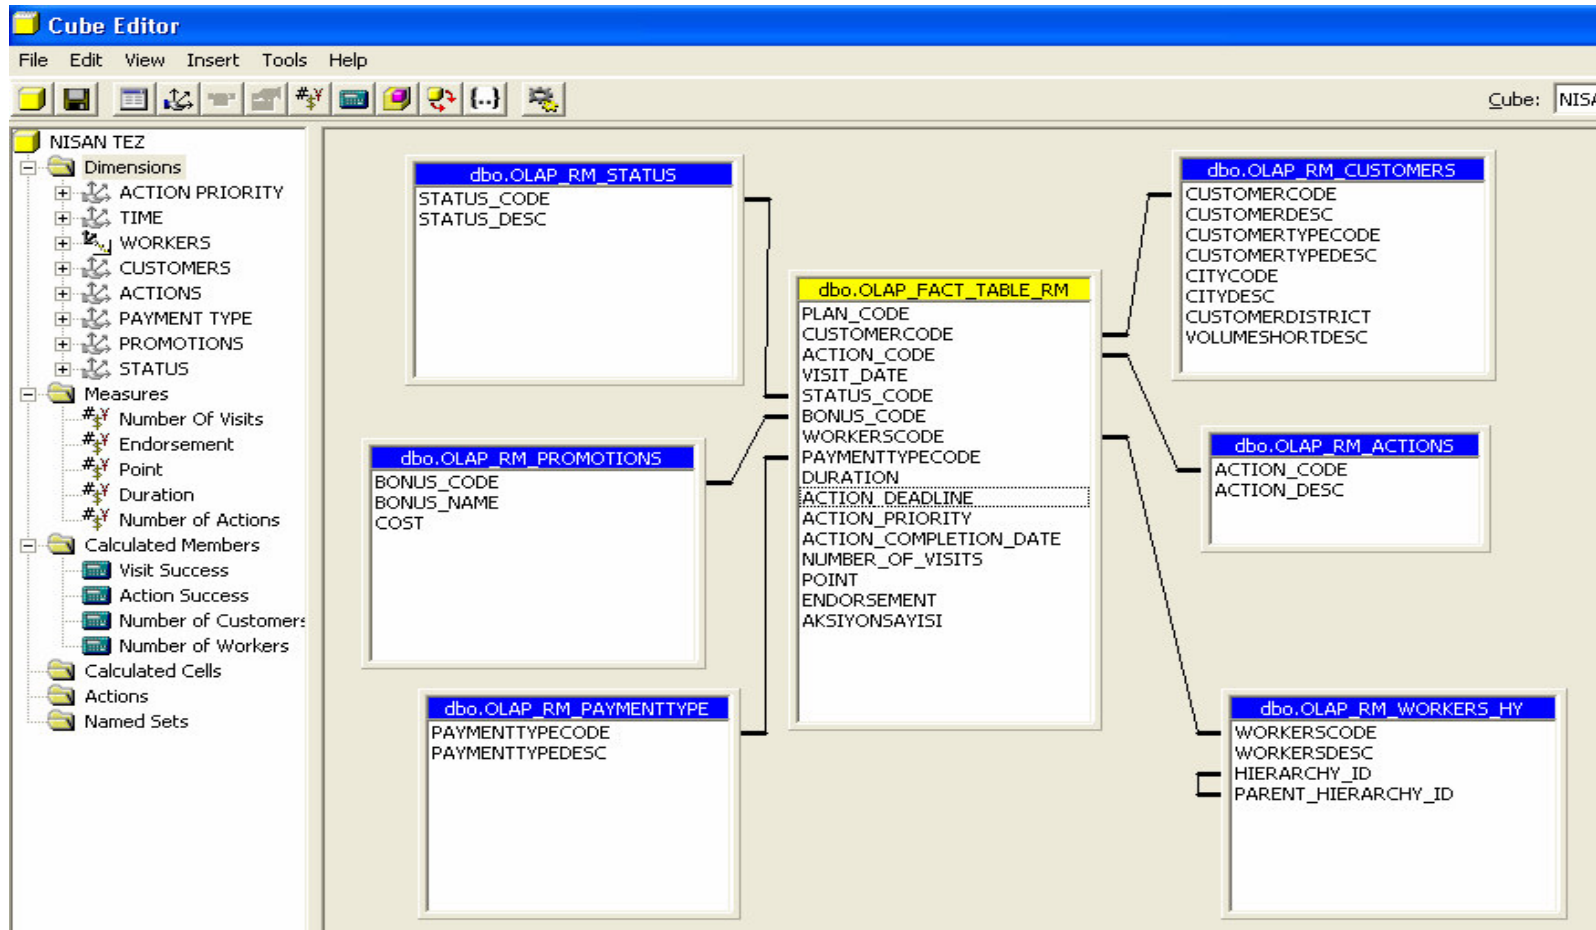 Cube Editor
File Edit View Insert Tools Help
Cube: NISA
NISAN TEZ
Dimensions
ACTION PRIORITY
TIME
WORKERS
CUSTOMERS
ACTIONS
PAYMENT TYPE
PROMOTIONS
STATUS
Measures
Number Of Visits
Endorsement
Point
Duration
Number of Actions
Calculated Members
Visit Success
Action Success
Number of Customers
Number of Workers
Calculated Cells
Actions
Named Sets
dbo.OLAP_RM_STATUS
STATUS_CODE
STATUS_DESC
dbo.OLAP_RM_PROMOTIONS
BONUS_CODE
BONUS_NAME
COST
dbo.OLAP_RM_PAYMENTTYPE
PAYMENTTYPECODE
PAYMENTTYPEDESC
dbo.OLAP_FACT_TABLE_RM
PLAN_CODE
CUSTOMERCODE
ACTION_CODE
VISIT_DATE
STATUS_CODE
BONUS_CODE
WORKERSCODE
PAYMENTTYPECODE
DURATION
ACTION_DEADLINE
ACTION_PRIORITY
ACTION_COMPLETION_DATE
NUMBER_OF_VISITS
POINT
ENDORSEMENT
AKSIYONSAYISI
dbo.OLAP_RM_CUSTOMERS
CUSTOMERCODE
CUSTOMERDESC
CUSTOMERTYPECODE
CUSTOMERTYPEDESC
CITYCODE
CITYDESC
CUSTOMERDISTRICT
VOLUMESHORTDESC
dbo.OLAP_RM_ACTIONS
ACTION_CODE
ACTION_DESC
dbo.OLAP_RM_WORKERS_HY
WORKERSCODE
WORKERSDESC
HIERARCHY_ID
PARENT_HIERARCHY_ID